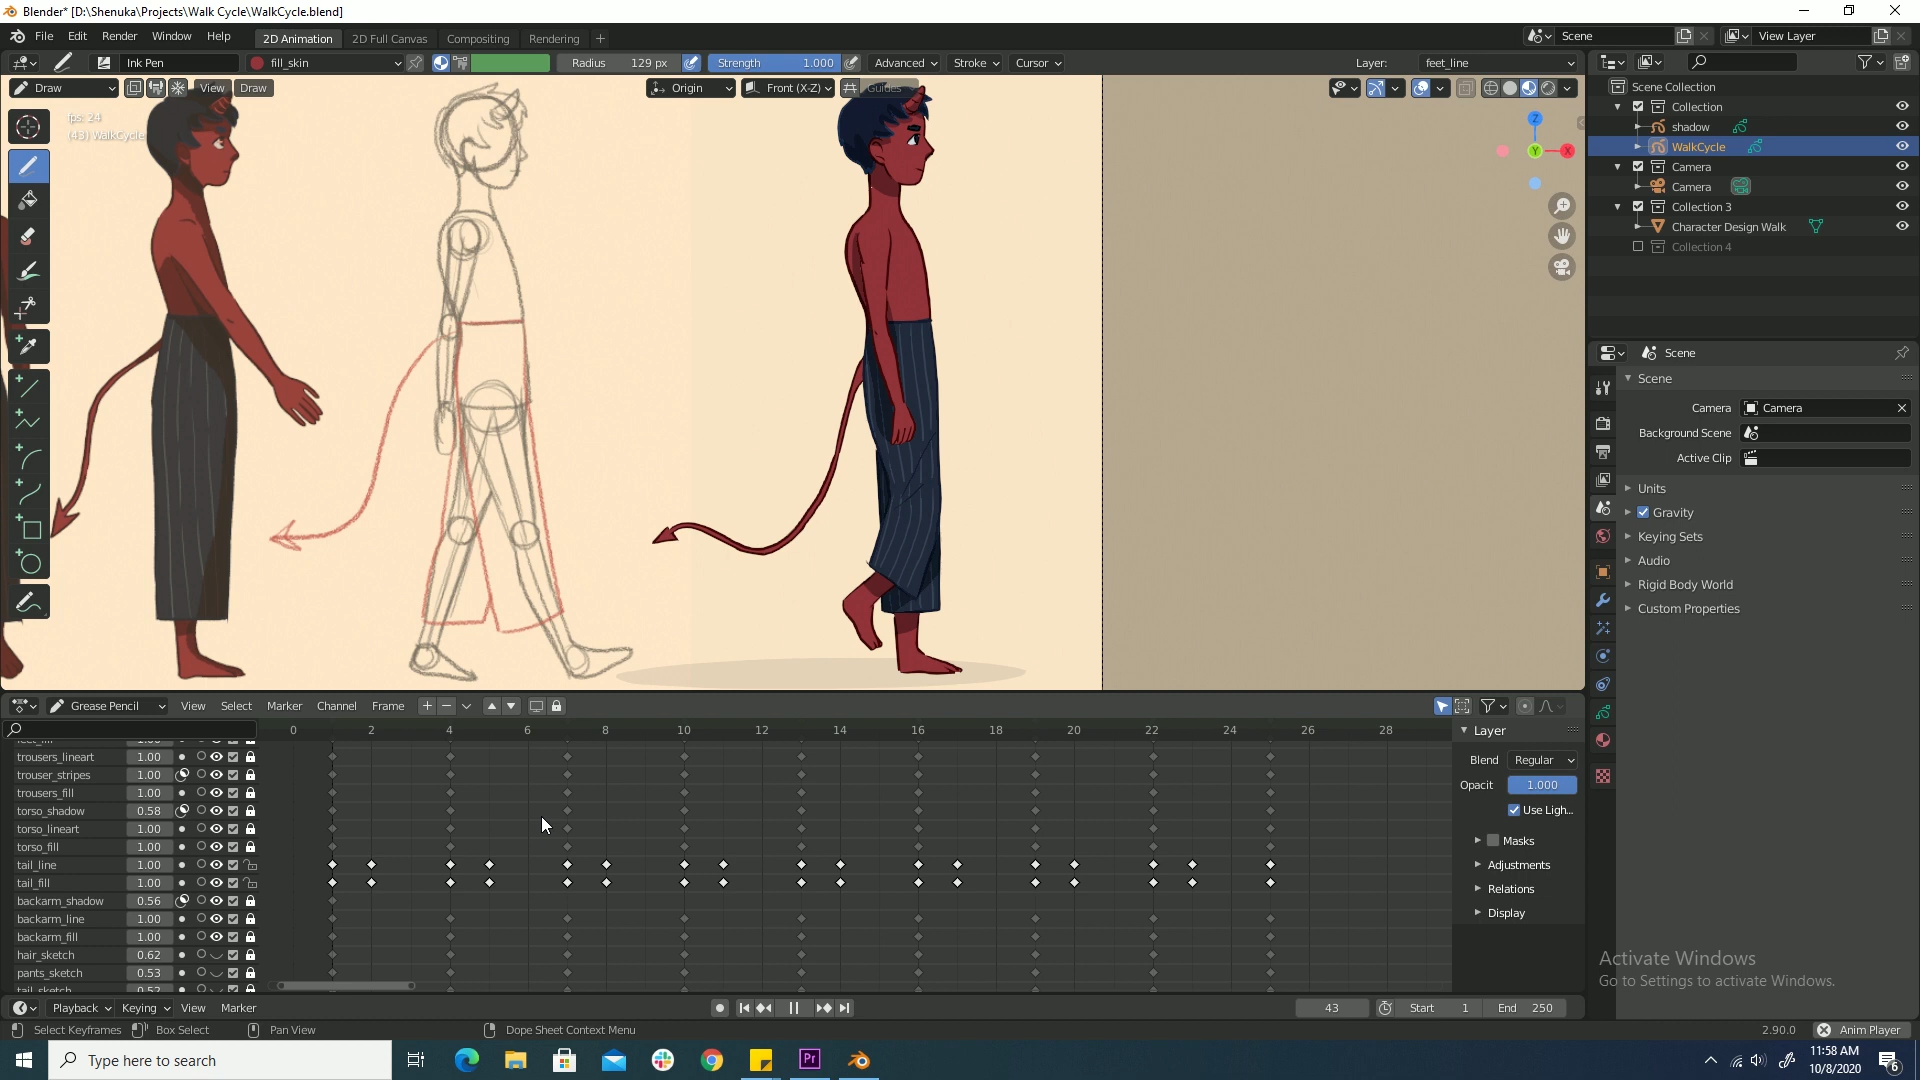 Blender* [D:\Shenuka\Projects\Walk Cycle\WalkCycle.blend]
File Edit Render Window Help 2D Animation 2D Full Canvas Compositing Rendering + Scene View Layer
Ink Pen fill_skin Radius 129 px Strength 1.000 Advanced Stroke Cursor Layer: feet_line
Draw View Draw Origin Front (X-Z) Guides
fps: 24
(43) WalkCycle
Z
Y
X
Scene Collection
Collection
shadow
WalkCycle
Camera
Camera
Collection 3
Character Design Walk
Collection 4
Scene
Scene
Camera Camera
Background Scene
Active Clip
Units
Gravity
Keying Sets
Audio
Rigid Body World
Custom Properties
Grease Pencil View Select Marker Channel Frame
0 2 4 6 8 10 12 14 16 18 20 22 24 26 28
trousers_lineart 1.00
trouser_stripes 1.00
trousers_fill 1.00
torso_shadow 0.58
torso_lineart 1.00
torso_fill 1.00
tail_line 1.00
tail_fill 1.00
backarm_shadow 0.56
backarm_line 1.00
backarm_fill 1.00
hair_sketch 0.62
pants_sketch 0.53
Layer
Blend Regular
Opacit 1.000
Use Ligh...
Masks
Adjustments
Relations
Display
Activate Windows
Go to Settings to activate Windows.
Playback Keying View Marker 43 Start 1 End 250
Select Keyframes Box Select Pan View Dope Sheet Context Menu 2.90.0 Anim Player
Type here to search Pr 11:58 AM
10/8/2020 6